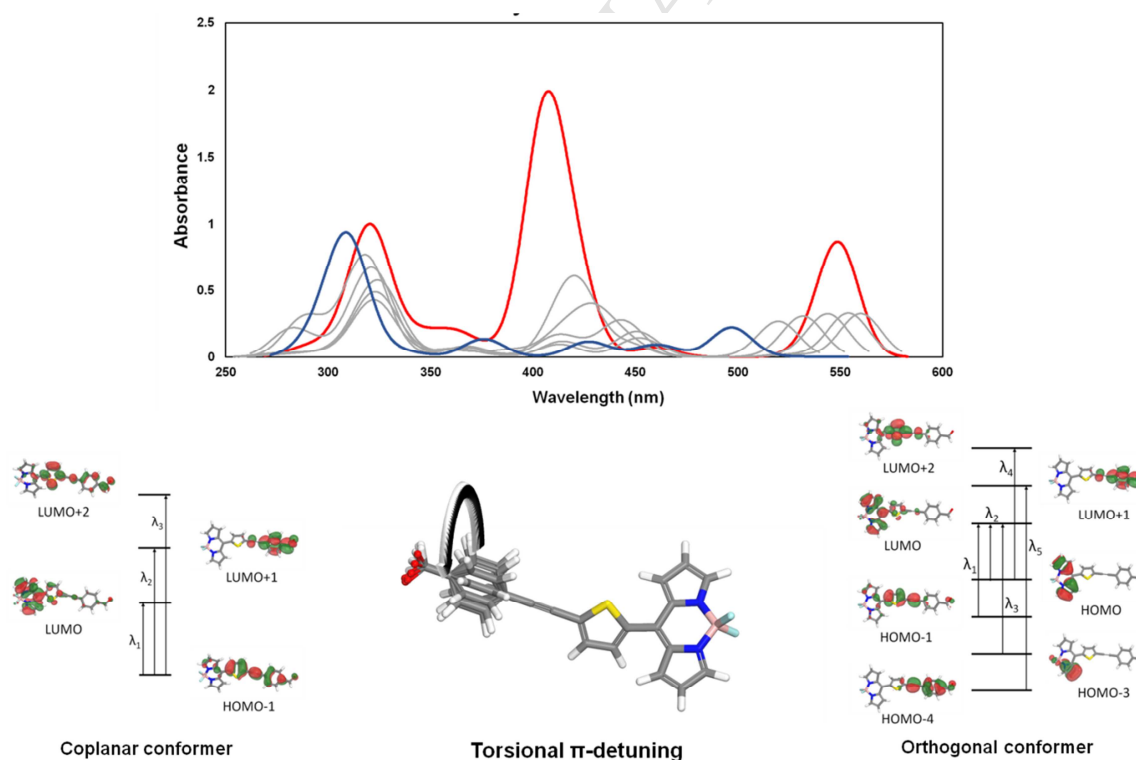 2.5
2
1.5
1
0.5
0
Absorbance
250 300 350 400 450 500 550 600
Wavelength (nm)
LUMO+2
λ3
LUMO+1
λ2
LUMO
λ1
HOMO-1
Coplanar conformer
Torsional π-detuning
LUMO+2
λ4
LUMO+1
λ2
LUMO
λ1
λ5
HOMO
HOMO-1
λ3
HOMO-3
HOMO-4
Orthogonal conformer